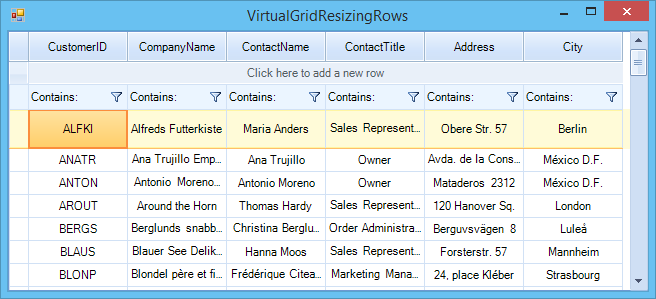 VirtualGridResizingRows
CustomerID CompanyName ContactName ContactTitle Address City
Click here to add a new row
Contains: Contains: Contains: Contains: Contains: Contains:
ALFKI Alfreds Futterkiste Maria Anders Sales Represent... Obere Str. 57 Berlin
ANATR Ana Trujillo Emp... Ana Trujillo Owner Avda. de la Cons... México D.F.
ANTON Antonio Moreno... Antonio Moreno Owner Mataderos 2312 México D.F.
AROUT Around the Horn Thomas Hardy Sales Represent... 120 Hanover Sq. London
BERGS Berglunds snabb... Christina Berglu... Order Administra... Berguvsvägen 8 Luleå
BLAUS Blauer See Delik... Hanna Moos Sales Represent... Forsterstr. 57 Mannheim
BLONP Blondel père et fi... Frédérique Citea... Marketing Mana... 24, place Kléber Strasbourg